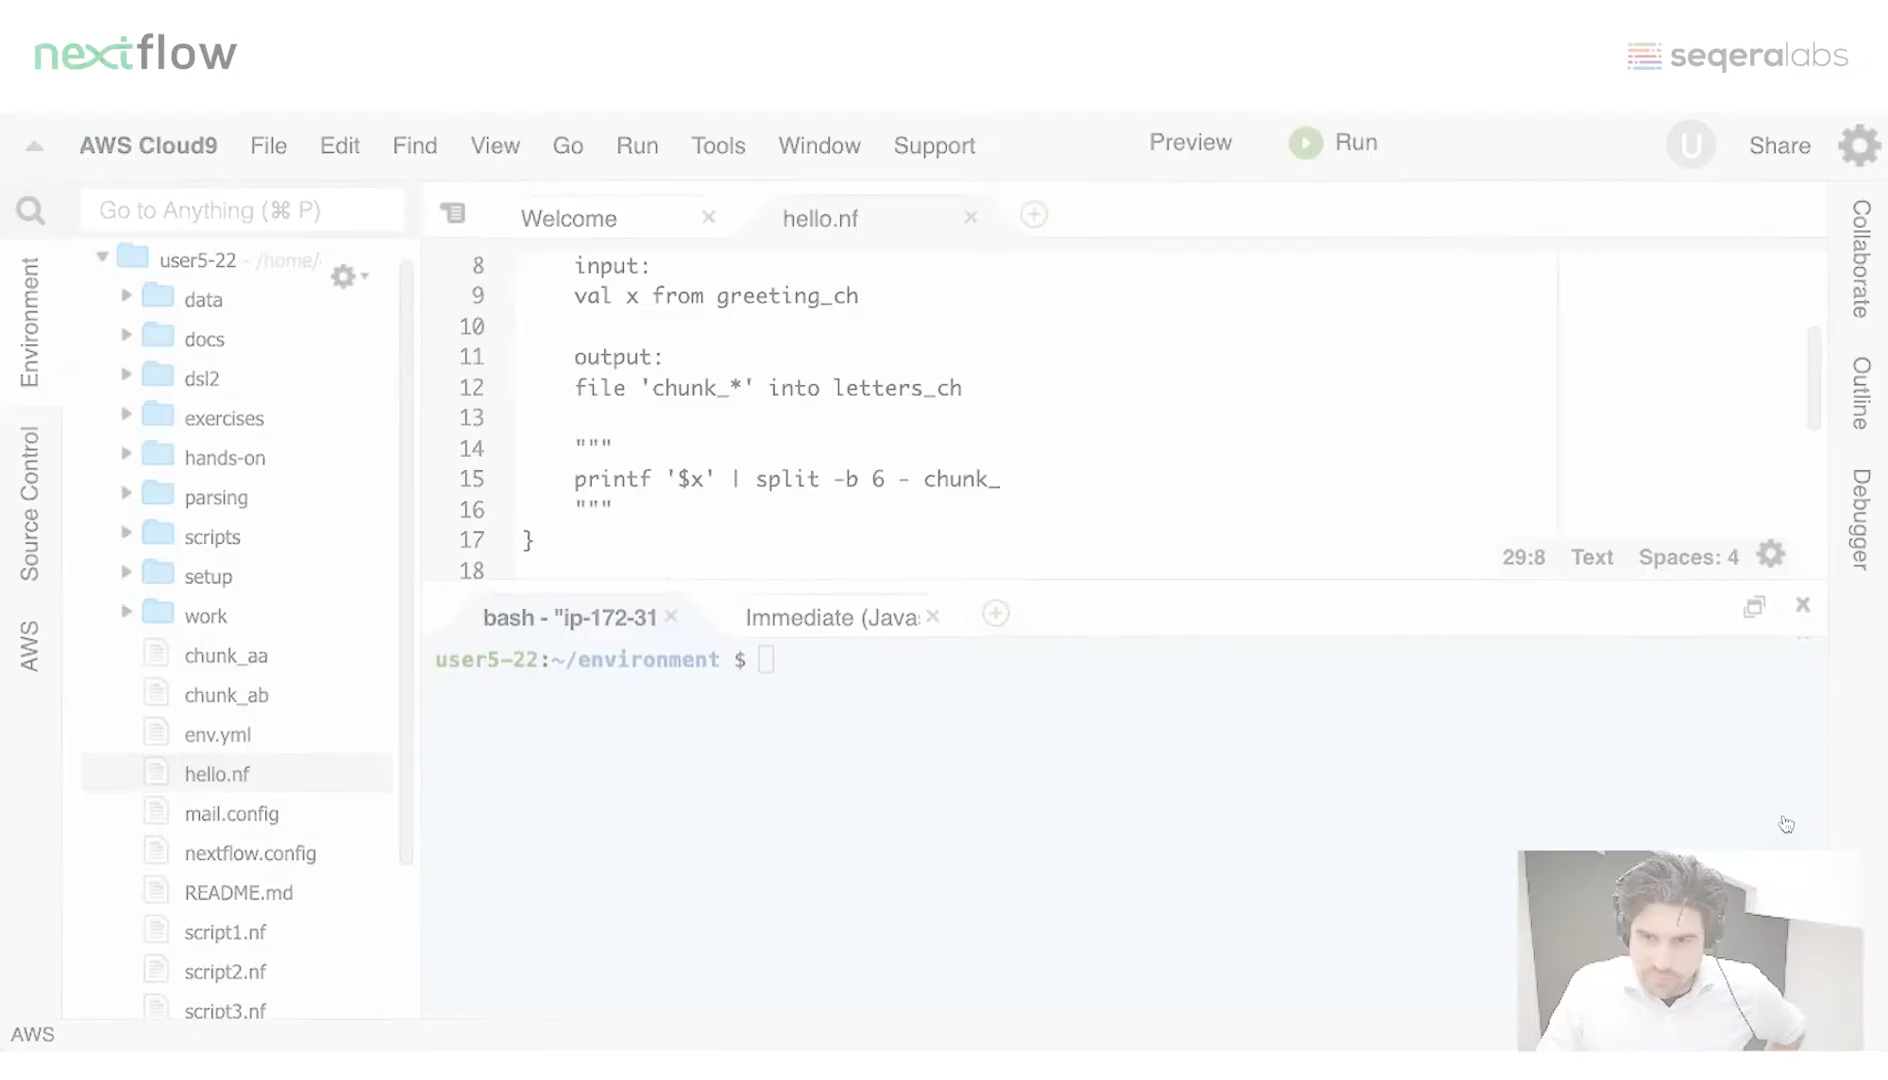 nextflow
seqeralabs
AWS Cloud9 File Edit Find View Go Run Tools Window Support Preview Run U Share
Go to Anything (⌘ P)
Welcome
hello.nf
Environment
Source Control
AWS
user5-22 - /home/
data
docs
dsl2
exercises
hands-on
parsing
scripts
setup
work
chunk_aa
chunk_ab
env.yml
hello.nf
mail.config
nextflow.config
README.md
script1.nf
script2.nf
script3.nf
8 input:
9 val x from greeting_ch
10
11 output:
12 file 'chunk_*' into letters_ch
13
14 """
15 printf '$x' | split -b 6 - chunk_
16 """
17 }
18
29:8 Text Spaces: 4
bash - "ip-172-31
Immediate (Javas
user5-22:~/environment $
Collaborate
Outline
Debugger
AWS